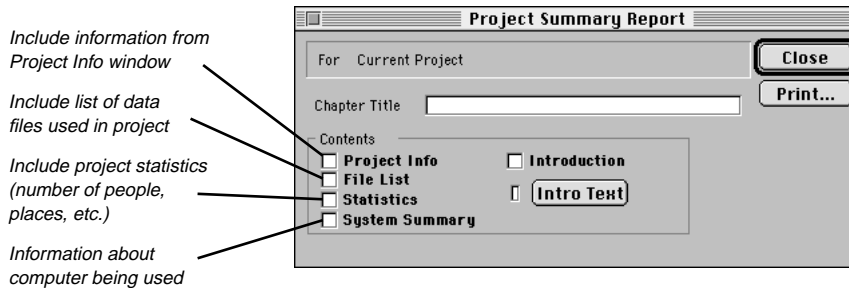 Include information from
Project Info window
Include list of data
files used in project
Include project statistics
(number of people,
places, etc.)
Information about
computer being used
Project Summary Report
For Current Project
Close
Chapter Title
Print...
Contents
Project Info
Introduction
File List
Statistics
Intro Text
System Summary